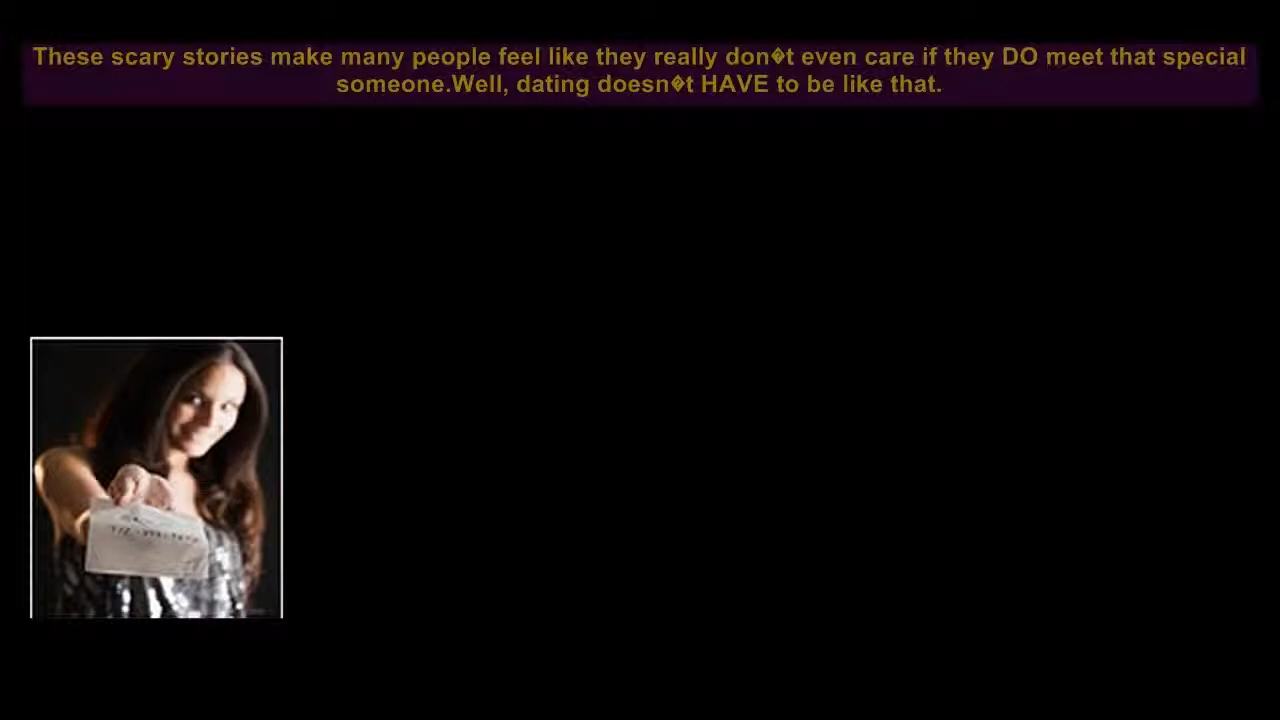 These scary stories make many people feel like they really don�t even care if they DO meet that special
someone.Well, dating doesn�t HAVE to be like that.